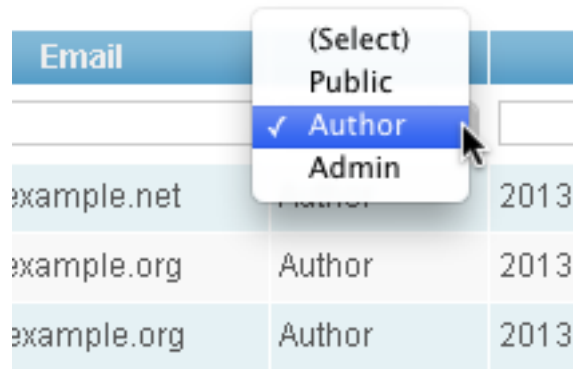 Email
(Select)
Public
✓ Author
Admin
example.net 2013
example.org Author 2013
example.org Author 2013